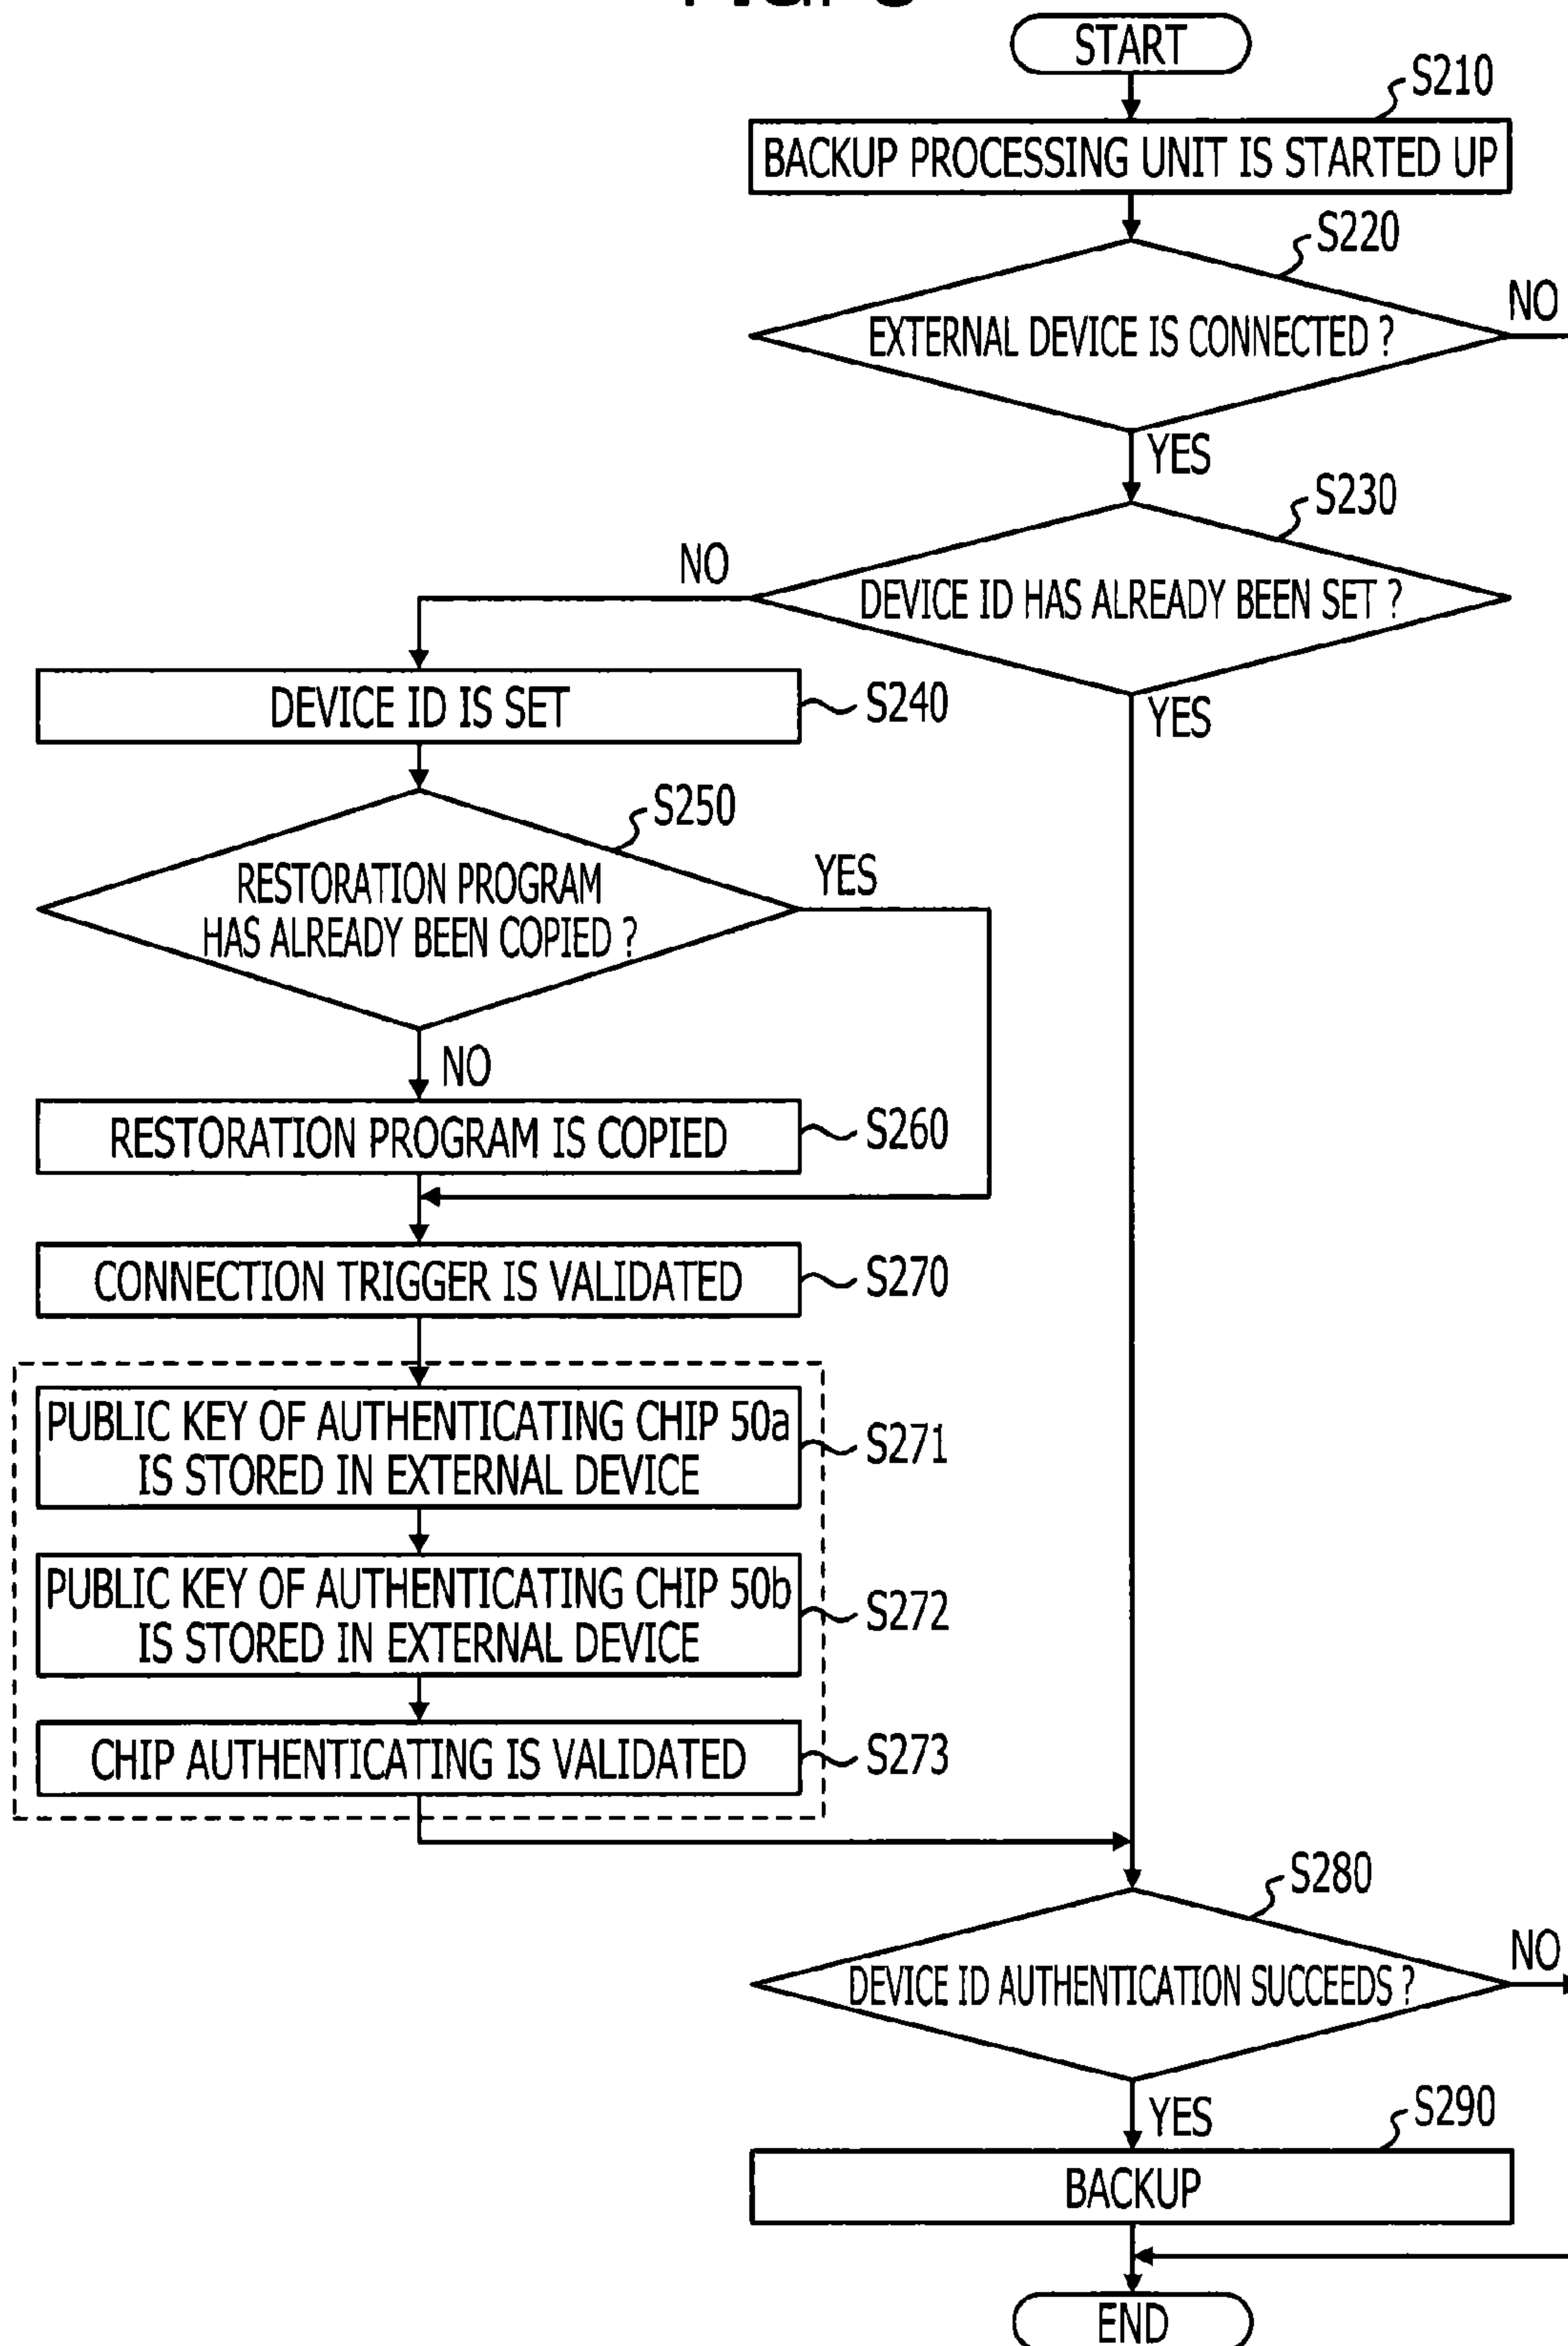 START
S210
BACKUP PROCESSING UNIT IS STARTED UP
S220
EXTERNAL DEVICE IS CONNECTED ?
NO
YES
S230
DEVICE ID HAS ALREADY BEEN SET ?
NO
YES
DEVICE ID IS SET
S240
S250
RESTORATION PROGRAM
HAS ALREADY BEEN COPIED ?
YES
NO
RESTORATION PROGRAM IS COPIED
S260
CONNECTION TRIGGER IS VALIDATED
S270
PUBLIC KEY OF AUTHENTICATING CHIP 50a
IS STORED IN EXTERNAL DEVICE
S271
PUBLIC KEY OF AUTHENTICATING CHIP 50b
IS STORED IN EXTERNAL DEVICE
S272
CHIP AUTHENTICATING IS VALIDATED
S273
S280
DEVICE ID AUTHENTICATION SUCCEEDS ?
NO
YES
S290
BACKUP
END